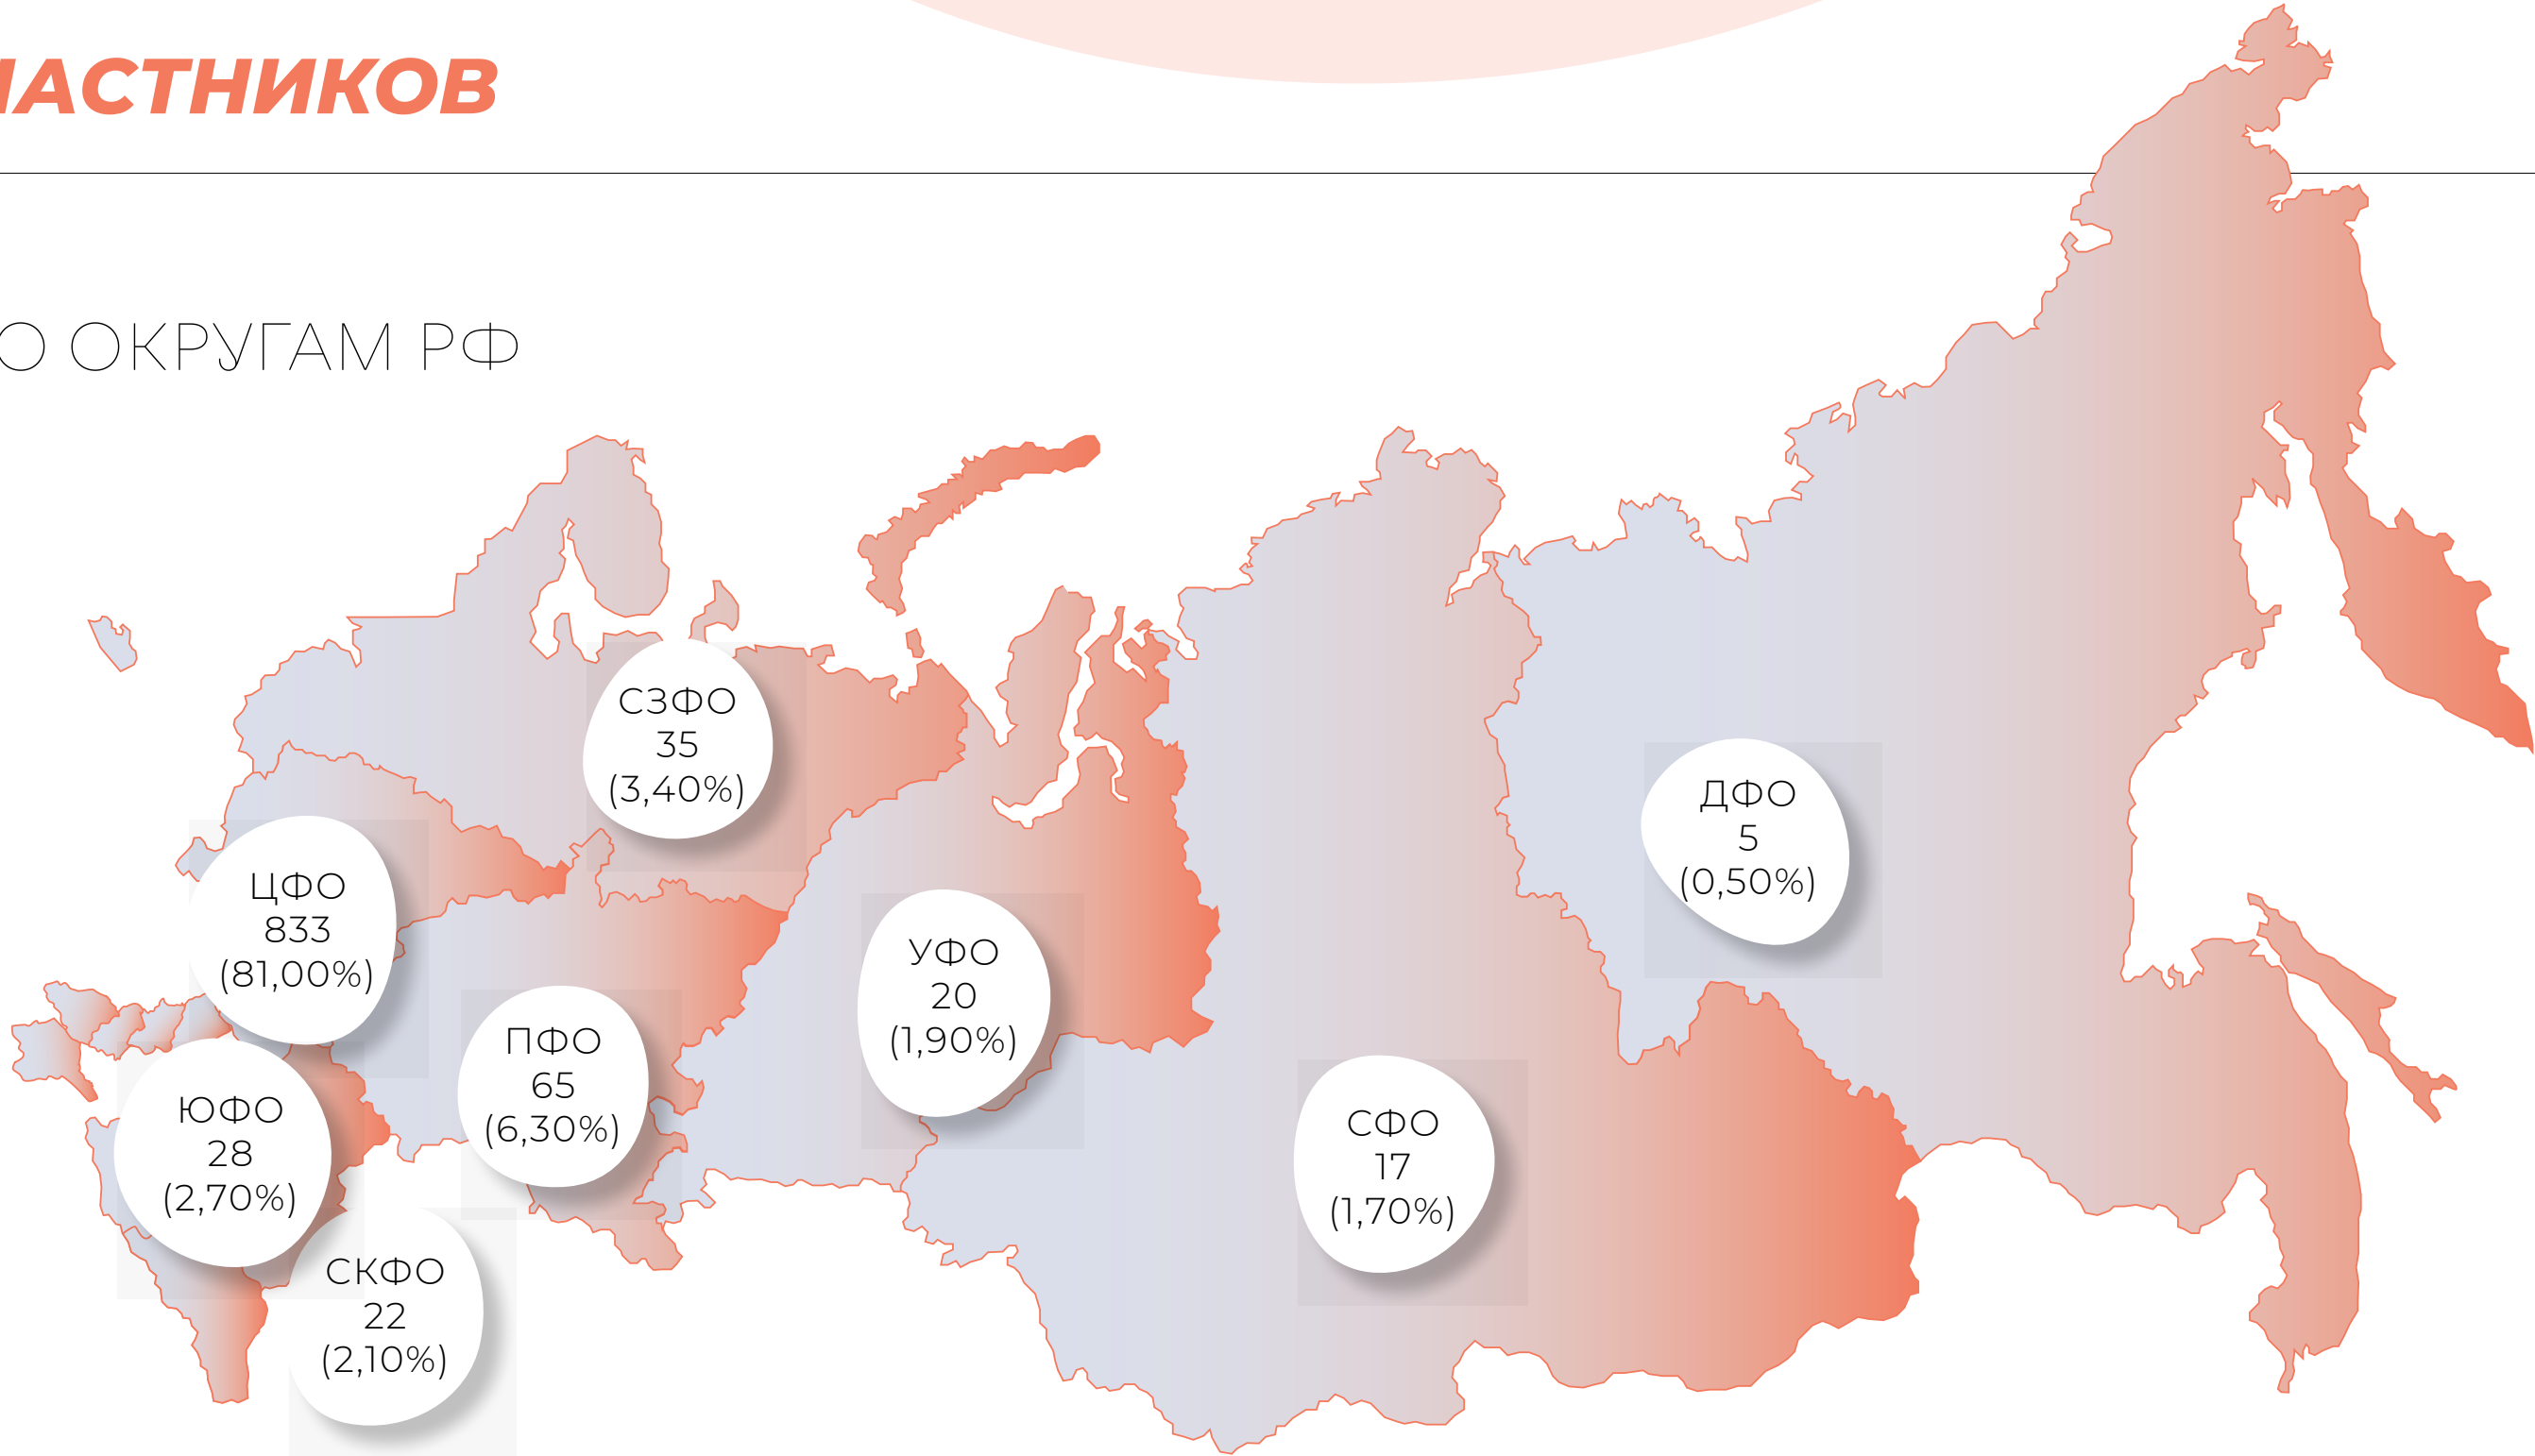 АСТНИКОВ
О ОКРУГАМ РФ
СЗФО
35
(3,40%)
ДФО
5
(0,50%)
ЦФО
833
(81,00%)
УФО
20
(1,90%)
ПФО
65
(6,30%)
ЮФО
28
(2,70%)
СФО
17
(1,70%)
СКФО
22
(2,10%)